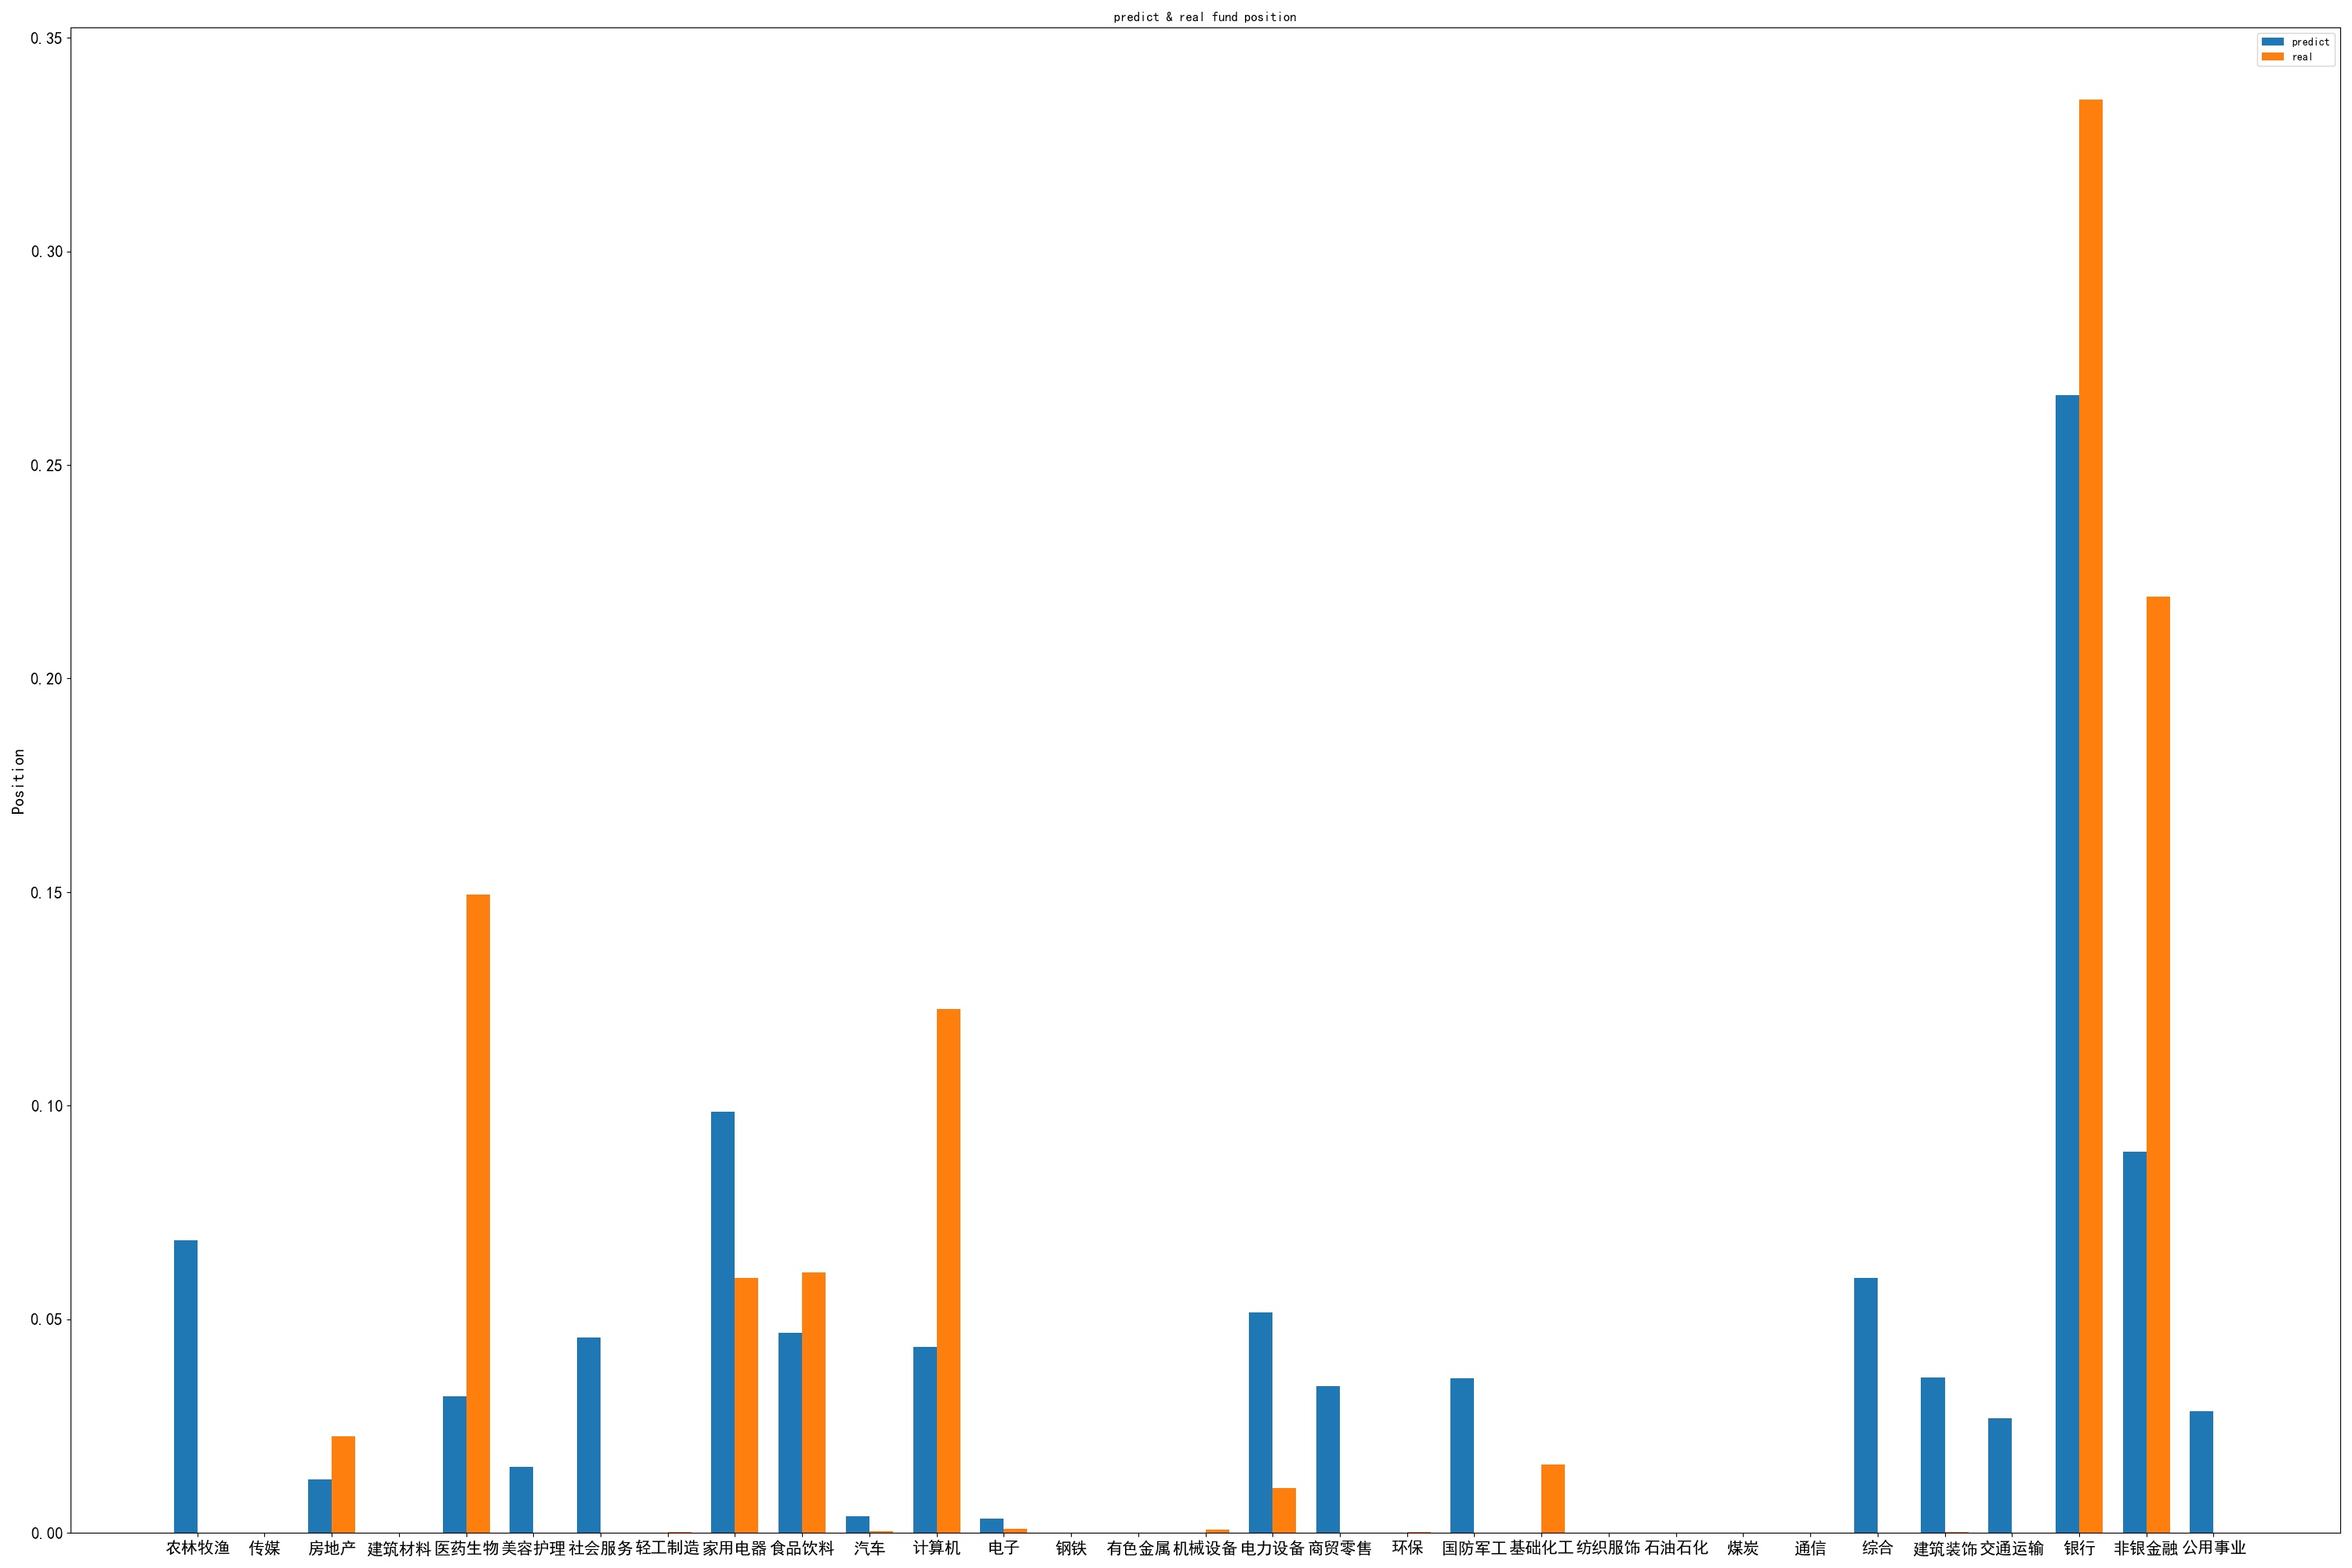 predict & real fund position
predict
real
Position
0.35
0.30
0.25
0.20
0.15
0.10
0.05
0.00
农林牧渔 传媒 房地产 建筑材料 医药生物 美容护理 社会服务 轻工制造 家用电器 食品饮料 汽车 计算机 电子 钢铁 有色金属 机械设备 电力设备 商贸零售 环保 国防军工 基础化工 纺织服饰 石油石化 煤炭 通信 综合 建筑装饰 交通运输 银行 非银金融 公用事业